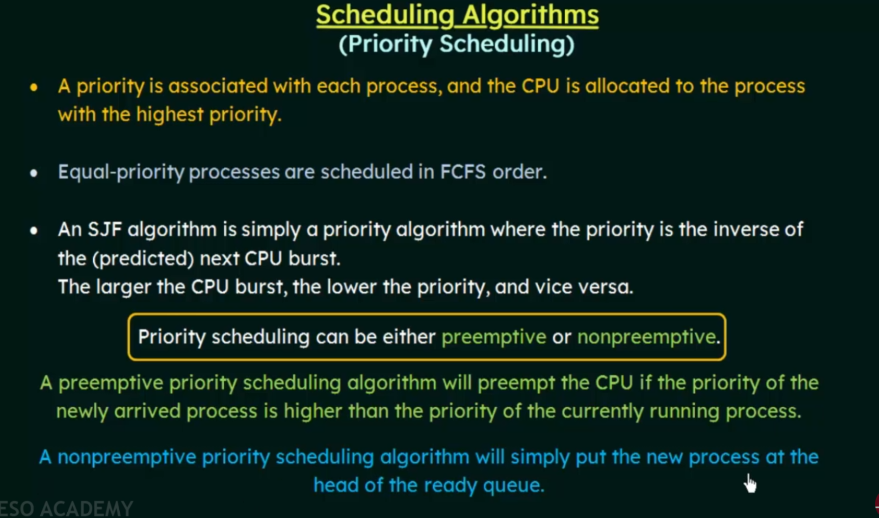 Scheduling Algorithms
(Priority Scheduling)
• A priority is associated with each process, and the CPU is allocated to the process
with the highest priority.
• Equal-priority processes are scheduled in FCFS order.
• An SJF algorithm is simply a priority algorithm where the priority is the inverse of
the (predicted) next CPU burst.
The larger the CPU burst, the lower the priority, and vice versa.
Priority scheduling can be either preemptive or nonpreemptive.
A preemptive priority scheduling algorithm will preempt the CPU if the priority of the
newly arrived process is higher than the priority of the currently running process.
A nonpreemptive priority scheduling algorithm will simply put the new process at the
head of the ready queue.
ESO ACADEMY